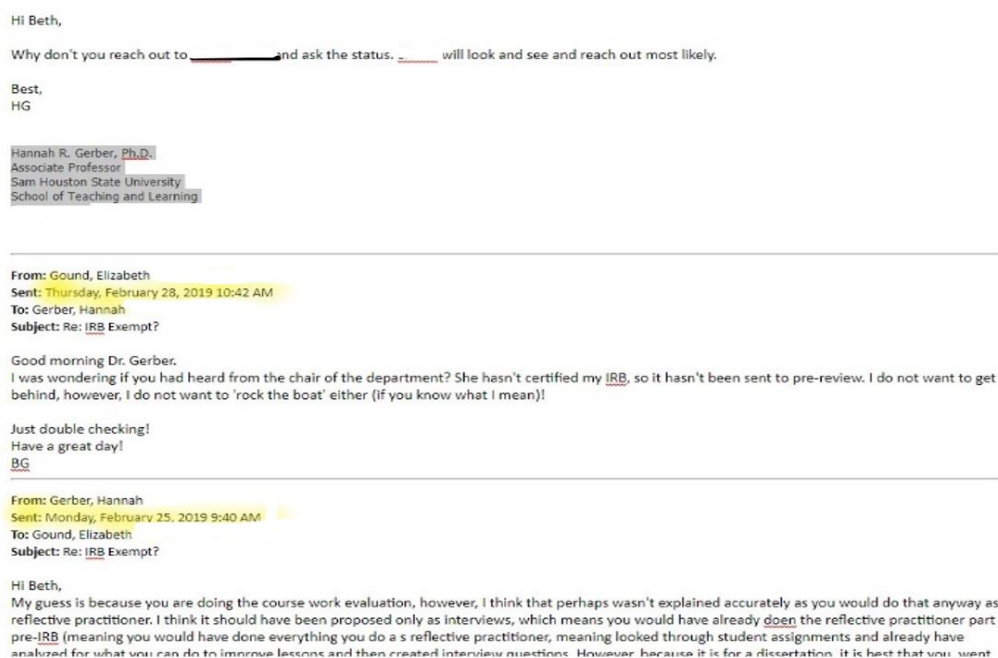 Hi Beth,
Why don't you reach out to and ask the status. will look and see and reach out most likely.
Best,
HG
Hannah R. Gerber, Ph.D.
Associate Professor
Sam Houston State University
School of Teaching and Learning
From: Gound, Elizabeth
Sent: Thursday, February 28, 2019 10:42 AM
To: Gerber, Hannah
Subject: Re: IRB Exempt?
Good morning Dr. Gerber.
I was wondering if you had heard from the chair of the department? She hasn't certified my IRB, so it hasn't been sent to pre-review. I do not want to get
behind, however, I do not want to 'rock the boat' either (if you know what I mean)!
Just double checking!
Have a great day!
BG
From: Gerber, Hannah
Sent: Monday, February 25, 2019 9:40 AM
To: Gound, Elizabeth
Subject: Re: IRB Exempt?
Hi Beth,
My guess is because you are doing the course work evaluation, however, I think that perhaps wasn't explained accurately as you would do that anyway as
reflective practitioner. I think it should have been proposed only as interviews, which means you would have already doen the reflective practitioner part
pre-IRB (meaning you would have done everything you do a s reflective practitioner, meaning looked through student assignments and already have
analyzed for what you can do to improve lessons and then created interview questions. However, because it is for a dissertation, it is best that you went